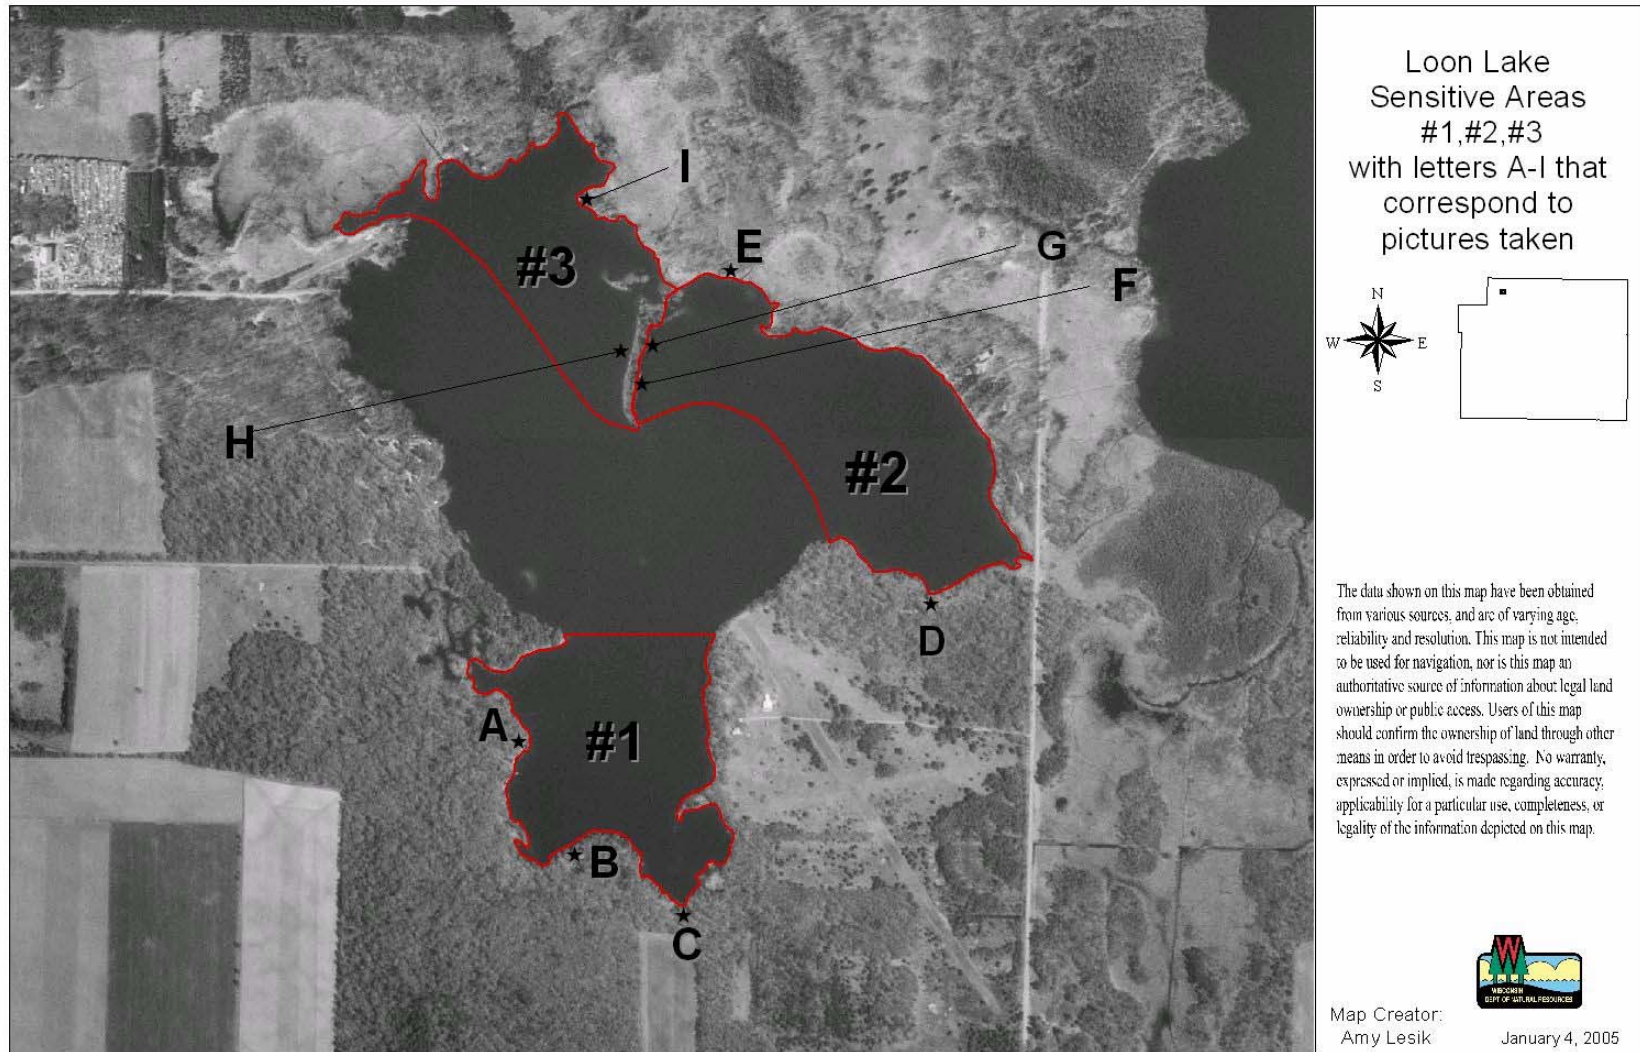 Loon Lake
Sensitive Areas
#1,#2,#3
with letters A-I that
correspond to
pictures taken
N
W E
S
The data shown on this map have been obtained
from various sources, and are of varying age,
reliability and resolution. This map is not intended
to be used for navigation, nor is this map an
authoritative source of information about legal land
ownership or public access. Users of this map
should confirm the ownership of land through other
means in order to avoid trespassing. No warranty,
expressed or implied, is made regarding accuracy,
applicability for a particular use, completeness, or
legality of the information depicted on this map.
W
WISCONSIN
DEPT OF NATURAL RESOURCES
Map Creator:
Amy Lesik January 4, 2005
I
E
G
#3
F
H
#2
D
A
#1
B
C